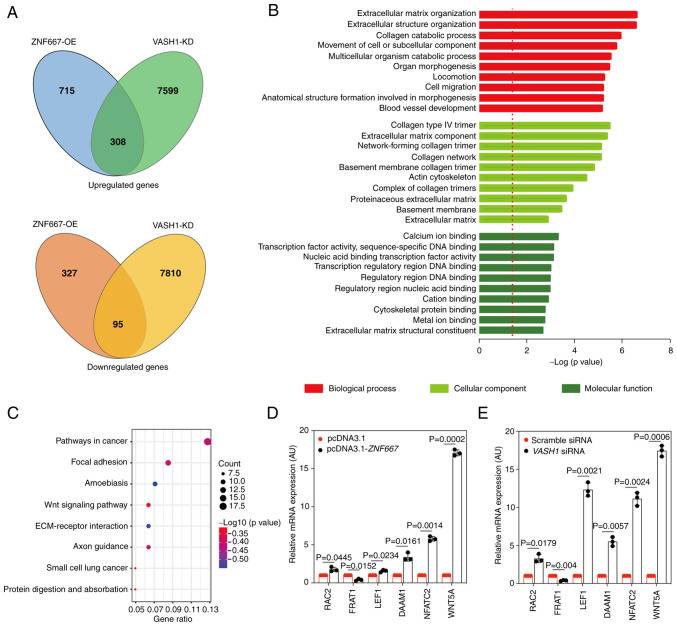 A
ZNF667-OE
VASH1-KD
715
7599
308
Upregulated genes
ZNF667-OE
VASH1-KD
327
7810
95
Downregulated genes
B
Extracellular matrix organization
Extracellular structure organization
Collagen catabolic process
Movement of cell or subcellular component
Multicellular organism catabolic process
Organ morphogenesis
Locomotion
Cell migration
Anatomical structure formation involved in morphogenesis
Blood vessel development
Collagen type IV trimer
Extracellular matrix component
Network-forming collagen trimer
Collagen network
Basement membrane collagen trimer
Actin cytoskeleton
Complex of collagen trimers
Proteinaceous extracellular matrix
Basement membrane
Extracellular matrix
Calcium ion binding
Transcription factor activity, sequence-specific DNA binding
Nucleic acid binding transcription factor activity
Transcription regulatory region DNA binding
Regulatory region DNA binding
Regulatory region nucleic acid binding
Cation binding
Cytoskeletal protein binding
Metal ion binding
Extracellular matrix structural constituent
0 2 4 6 8
–Log (p value)
Biological process
Cellular component
Molecular function
C
Pathways in cancer
Focal adhesion
Amoebiasis
Wnt signaling pathway
ECM-receptor interaction
Axon guidance
Small cell lung cancer
Protein digestion and absorbation
0.05 0.07 0.09 0.11 0.13
Gene ratio
Count
7.5
10.0
12.5
15.0
17.5
–Log10 (p value)
-0.35
-0.40
-0.45
-0.50
D
Relative mRNA expression (AU)
20
15
10
5
0
pcDNA3.1
pcDNA3.1-ZNF667
P=0.0445
P=0.0152
P=0.0234
P=0.0161
P=0.0014
P=0.0002
RAC2
FRAT1
LEF1
DAAM1
NFATC2
WNT5A
E
Relative mRNA expression (AU)
20
15
10
5
0
Scramble siRNA
VASH1 siRNA
P=0.0179
P=0.004
P=0.0021
P=0.0057
P=0.0024
P=0.0006
RAC2
FRAT1
LEF1
DAAM1
NFATC2
WNT5A